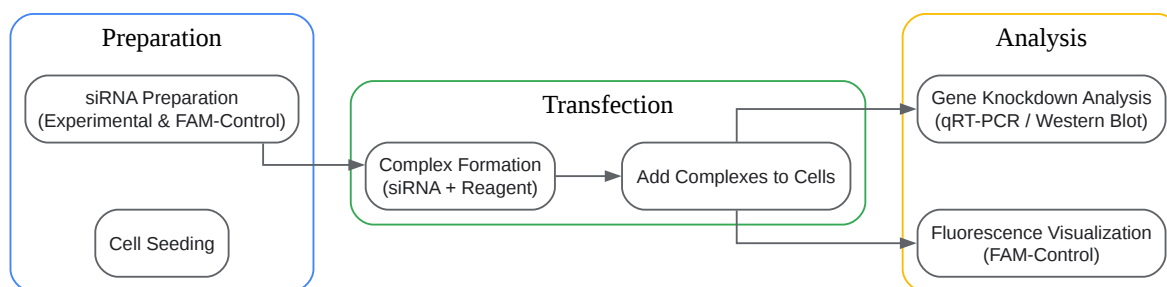 Preparation
siRNA Preparation
(Experimental & FAM-Control)
Cell Seeding
Transfection
Complex Formation
(siRNA + Reagent)
Add Complexes to Cells
Analysis
Gene Knockdown Analysis
(qRT-PCR / Western Blot)
Fluorescence Visualization
(FAM-Control)